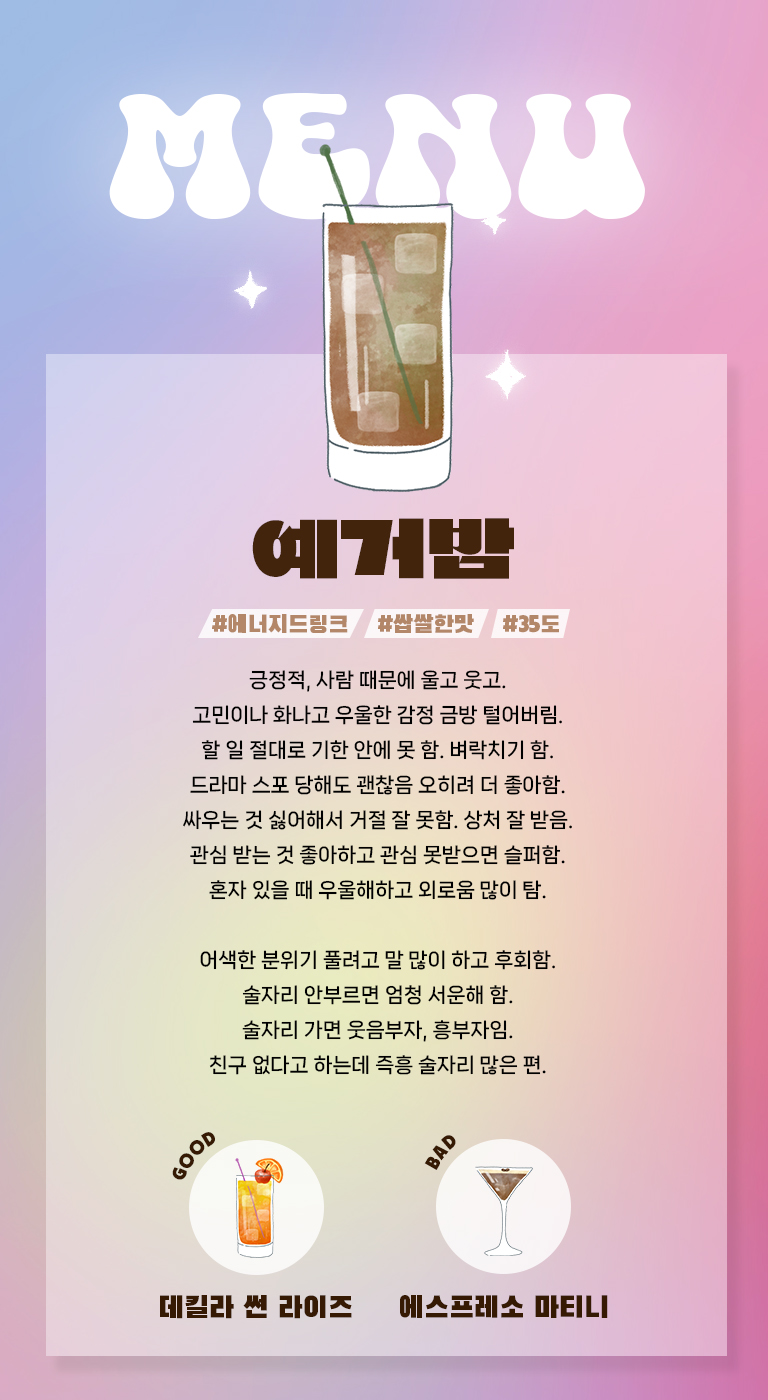 MENU
예거밤
#에너지드링크 #쌉쌀한맛 #35도
긍정적, 사람 때문에 울고 웃고.
고민이나 화나고 우울한 감정 금방 털어버림.
할 일 절대로 기한 안에 못 함. 벼락치기 함.
드라마 스포 당해도 괜찮음 오히려 더 좋아함.
싸우는 것 싫어해서 거절 잘 못함. 상처 잘 받음.
관심 받는 것 좋아하고 관심 못받으면 슬퍼함.
혼자 있을 때 우울해하고 외로움 많이 탐.
어색한 분위기 풀려고 말 많이 하고 후회함.
술자리 안부르면 엄청 서운해 함.
술자리 가면 웃음부자, 흥부자임.
친구 없다고 하는데 즉흥 술자리 많은 편.
GOOD
데킬라 썬 라이즈
BAD
에스프레소 마티니